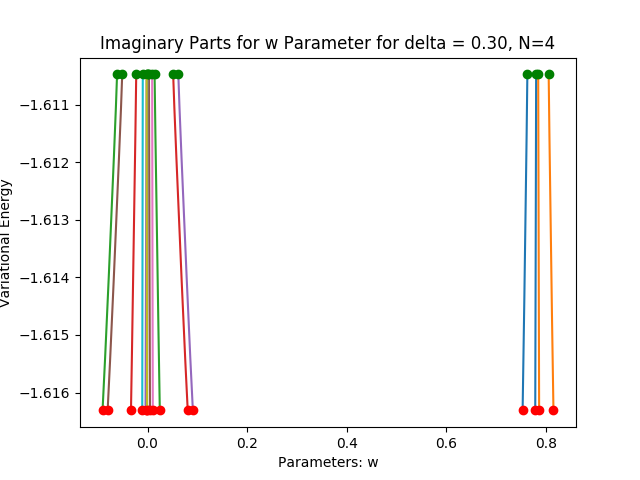 Imaginary Parts for w Parameter for delta = 0.30, N=4
Variational Energy
−1.611
−1.612
−1.613
−1.614
−1.615
−1.616
0.0 0.2 0.4 0.6 0.8
Parameters: w